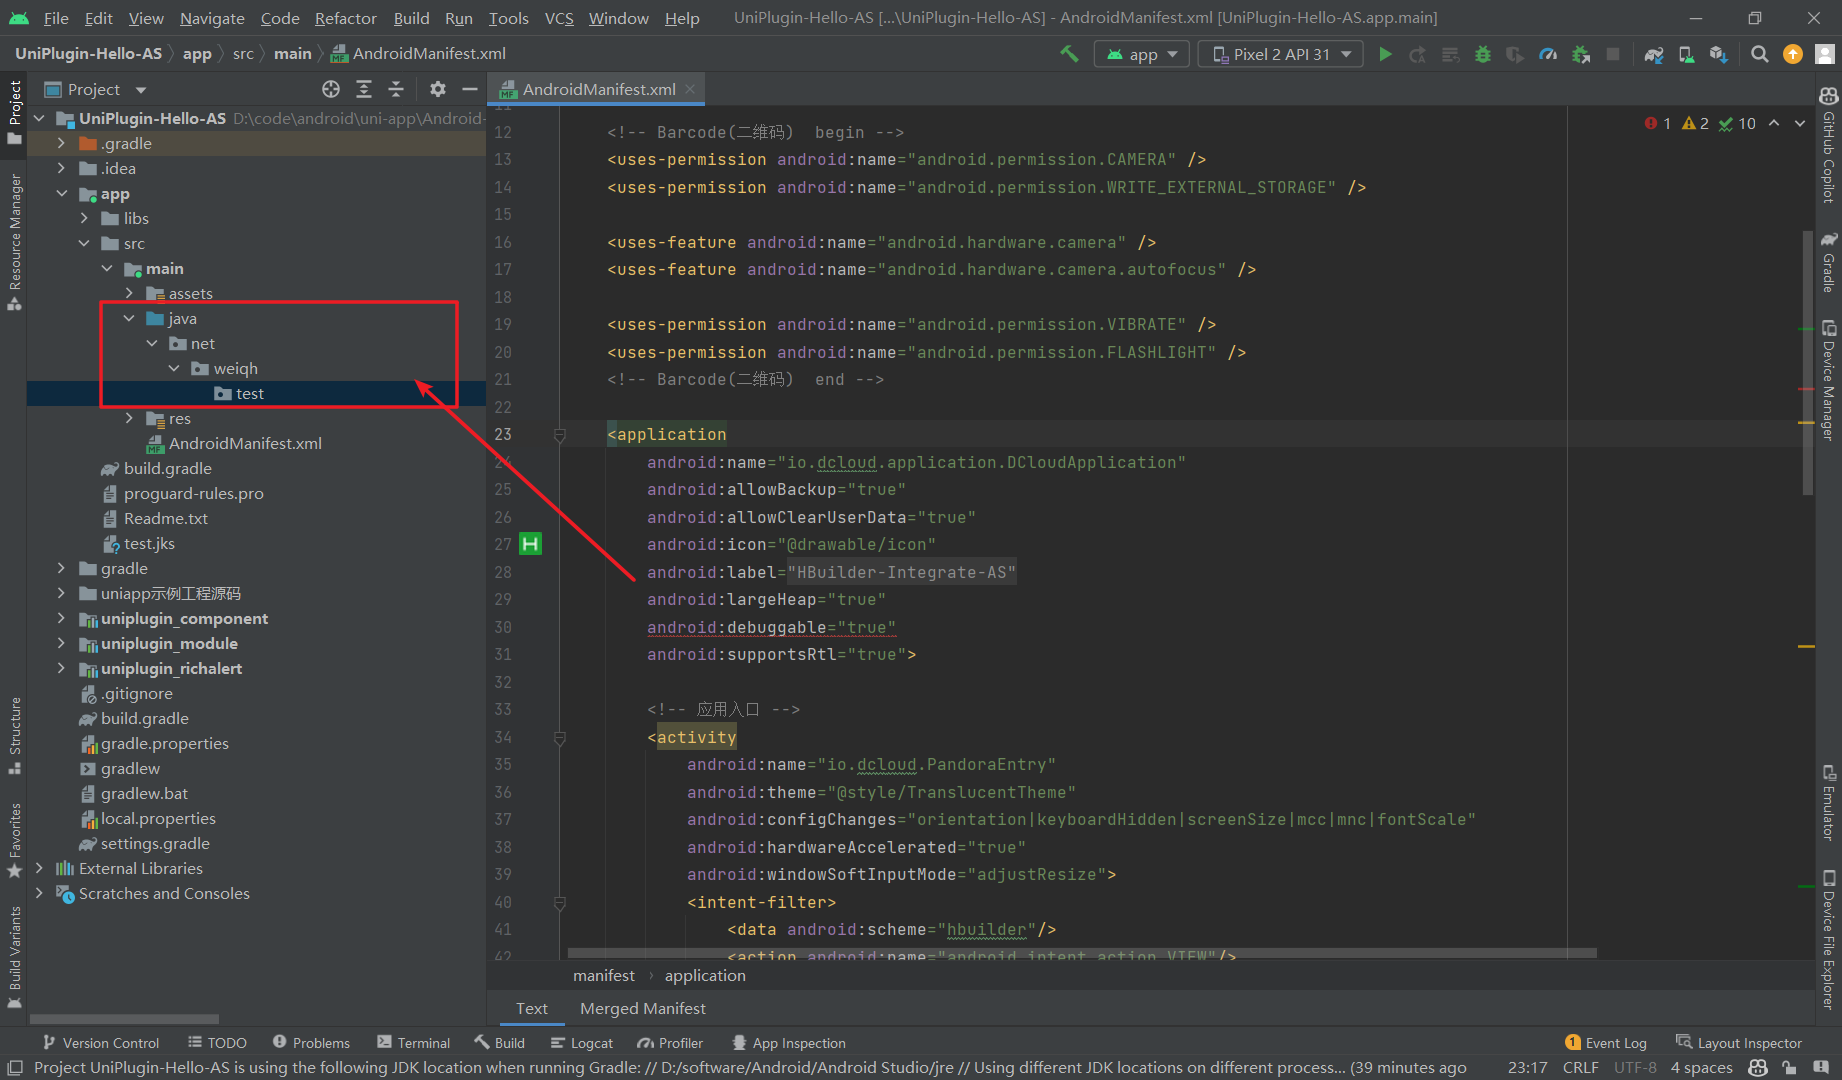 File Edit View Navigate Code Refactor Build Run Tools VCS Window Help UniPlugin-Hello-AS [...\UniPlugin-Hello-AS] - AndroidManifest.xml [UniPlugin-Hello-AS.app.main]
UniPlugin-Hello-AS app src main AndroidManifest.xml app Pixel 2 API 31
Project
AndroidManifest.xml
UniPlugin-Hello-AS D:\code\android\uni-app\Android-
.gradle
.idea
app
libs
src
main
assets
java
net
weiqh
test
res
AndroidManifest.xml
build.gradle
proguard-rules.pro
Readme.txt
test.jks
gradle
uniapp示例工程源码
uniplugin_component
uniplugin_module
uniplugin_richalert
.gitignore
build.gradle
gradle.properties
gradlew
gradlew.bat
local.properties
settings.gradle
External Libraries
Scratches and Consoles
Project
Resource Manager
Structure
Favorites
Build Variants
1 2 10
11
12 <!-- Barcode(二维码) begin -->
13 <uses-permission android:name="android.permission.CAMERA" />
14 <uses-permission android:name="android.permission.WRITE_EXTERNAL_STORAGE" />
15
16 <uses-feature android:name="android.hardware.camera" />
17 <uses-feature android:name="android.hardware.camera.autofocus" />
18
19 <uses-permission android:name="android.permission.VIBRATE" />
20 <uses-permission android:name="android.permission.FLASHLIGHT" />
21 <!-- Barcode(二维码) end -->
22
23 <application
24 android:name="io.dcloud.application.DCloudApplication"
25 android:allowBackup="true"
26 android:allowClearUserData="true"
27 H android:icon="@drawable/icon"
28 android:label="HBuilder-Integrate-AS"
29 android:largeHeap="true"
30 android:debuggable="true"
31 android:supportsRtl="true">
32
33 <!-- 应用入口 -->
34 <activity
35 android:name="io.dcloud.PandoraEntry"
36 android:theme="@style/TranslucentTheme"
37 android:configChanges="orientation|keyboardHidden|screenSize|mcc|mnc|fontScale"
38 android:hardwareAccelerated="true"
39 android:windowSoftInputMode="adjustResize">
40 <intent-filter>
41 <data android:scheme="hbuilder"/>
42 <action android:name="android.intent.action.VIEW"/>
manifest › application
Text Merged Manifest
GitHub Copilot
Gradle
Device Manager
Emulator
Device File Explorer
Version Control TODO Problems Terminal Build Logcat Profiler App Inspection 1 Event Log Layout Inspector
Project UniPlugin-Hello-AS is using the following JDK location when running Gradle: // D:/software/Android/Android Studio/jre // Using different JDK locations on different process... (39 minutes ago 23:17 CRLF UTF-8 4 spaces